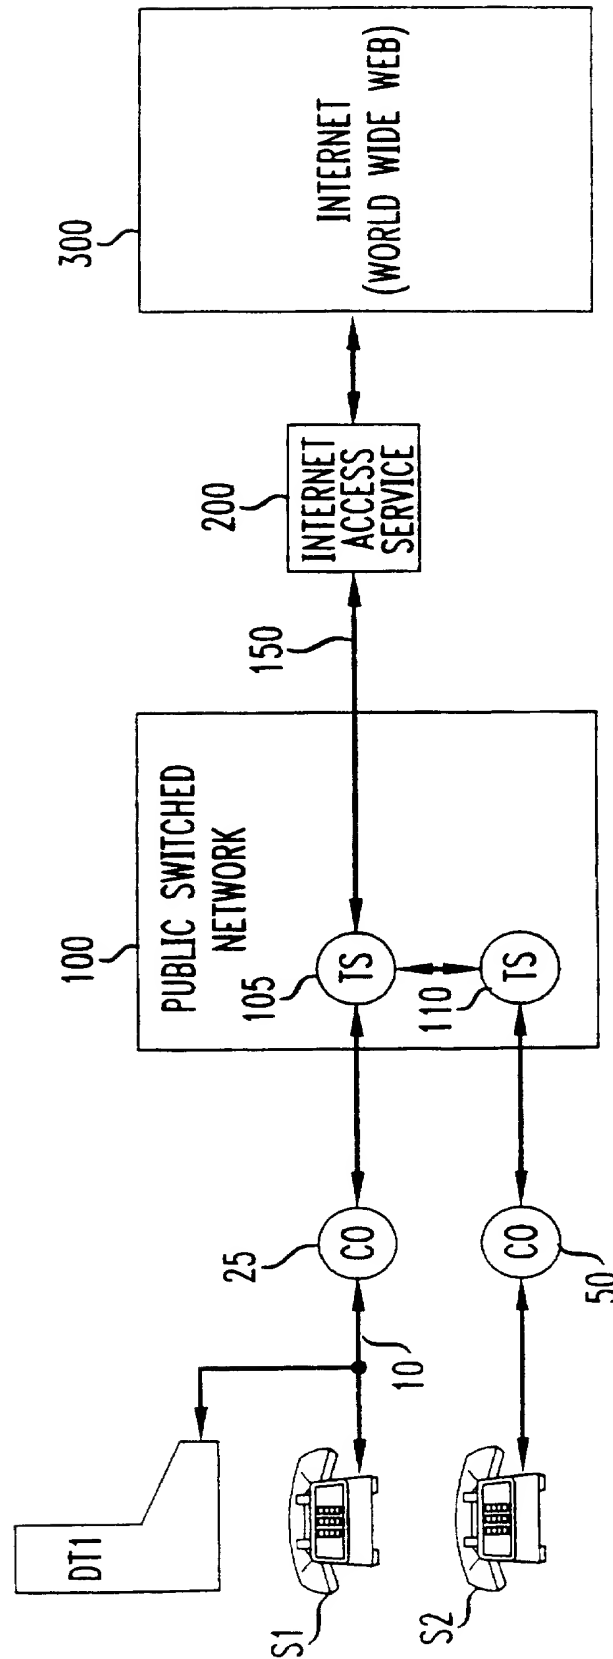 DT1
S1
S2
10
25
CO
50
CO
100
PUBLIC SWITCHED
NETWORK
105
TS
110
TS
150
200
INTERNET
ACCESS
SERVICE
300
INTERNET
(WORLD WIDE WEB)